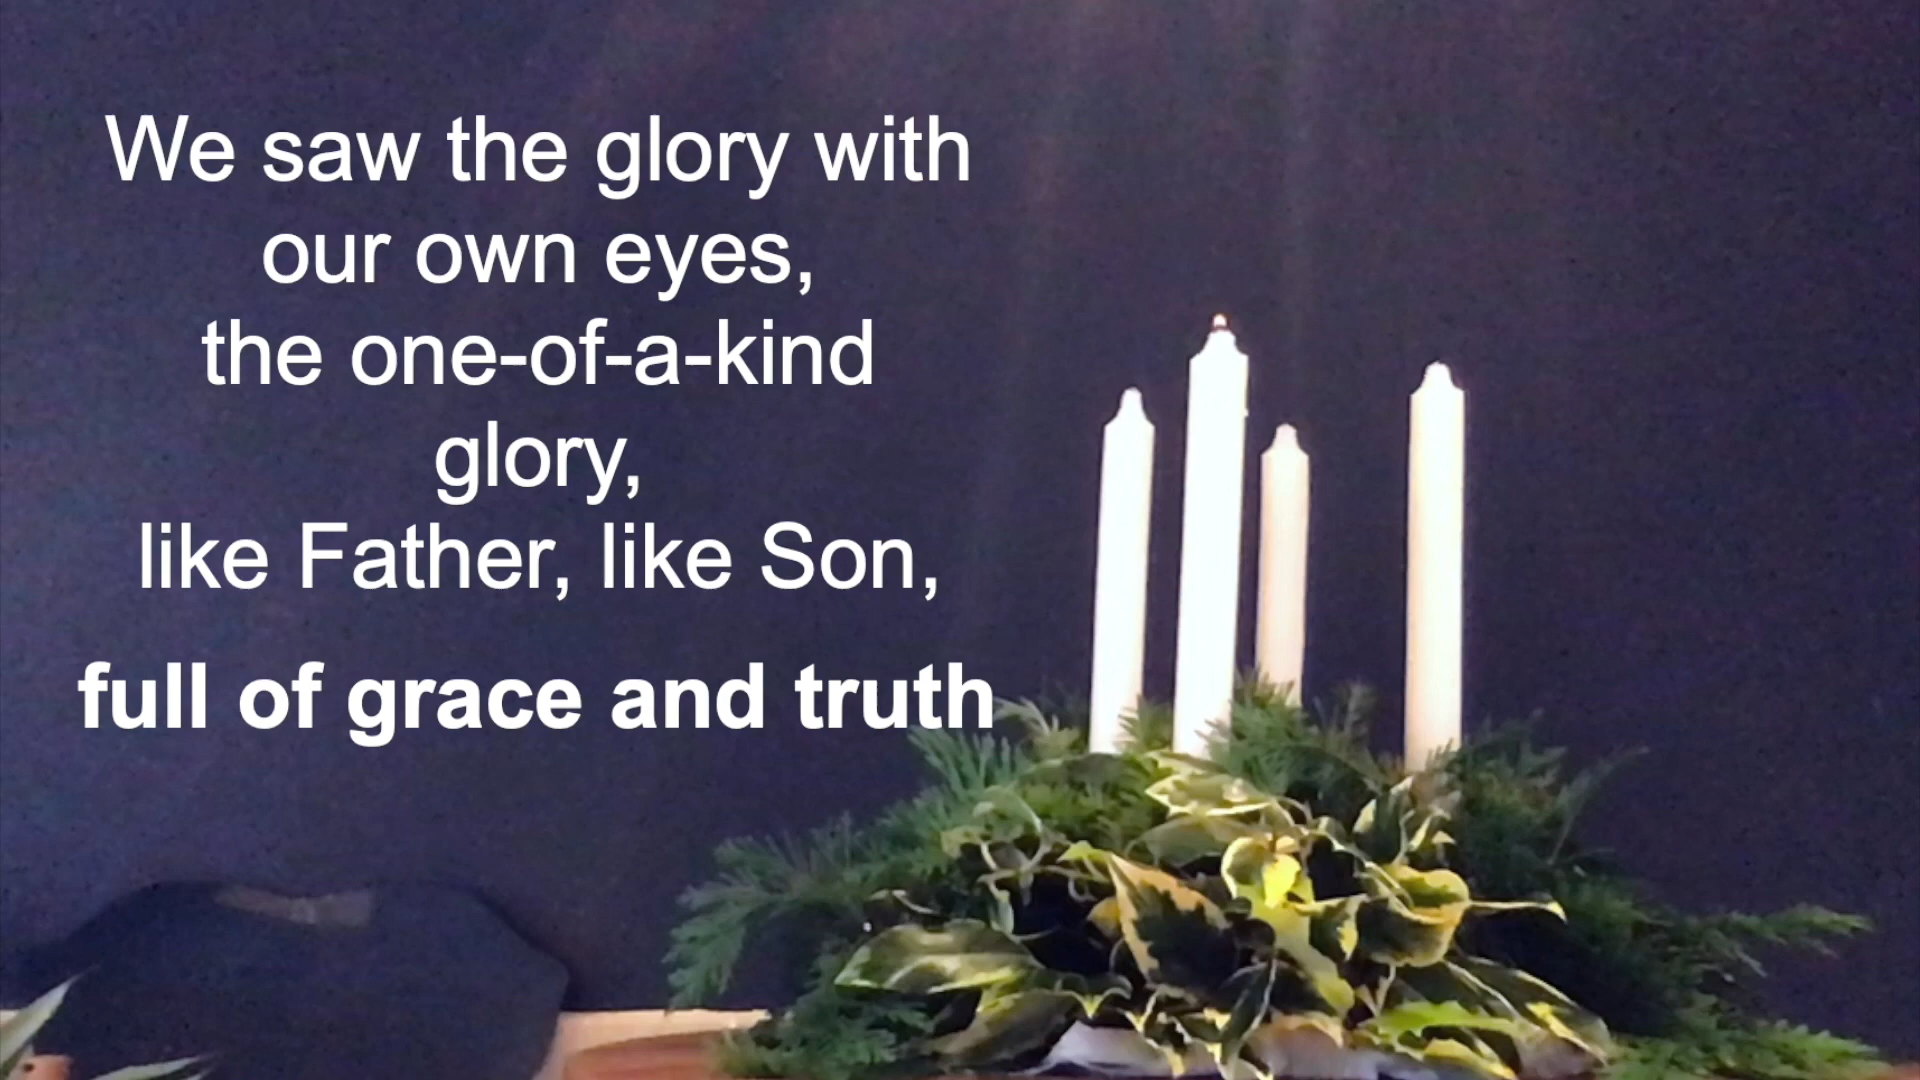 We saw the glory with
our own eyes,
the one-of-a-kind
glory,
like Father, like Son,
full of grace and truth